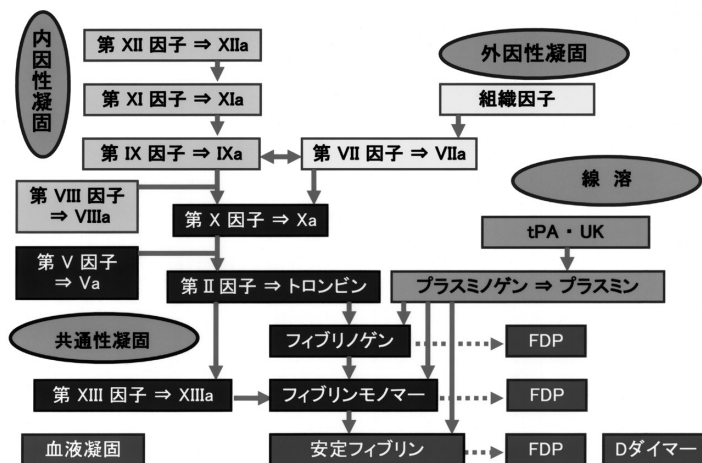 内因性凝固
第 XII 因子 ⇒ XIIa
外因性凝固
第 XI 因子 ⇒ XIa
組織因子
第 IX 因子 ⇒ IXa
第 VII 因子 ⇒ VIIa
第 VIII 因子
⇒ VIIIa
線 溶
第 X 因子 ⇒ Xa
tPA・UK
第 V 因子
⇒ Va
第 II 因子 ⇒ トロンビン
プラスミノゲン ⇒ プラスミン
共通性凝固
フィブリノゲン
FDP
第 XIII 因子 ⇒ XIIIa
フィブリンモノマー
FDP
血液凝固
安定フィブリン
FDP
Dダイマー